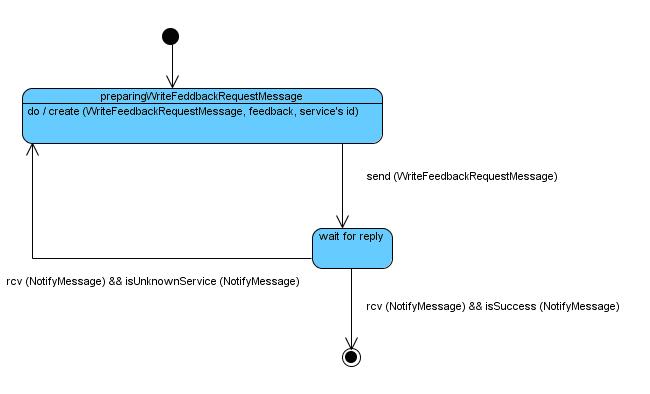 preparingWriteFeddbackRequestMessage
do / create (WriteFeedbackRequestMessage, feedback, service's id)
send (WriteFeedbackRequestMessage)
wait for reply
rcv (NotifyMessage) && isUnknownService (NotifyMessage)
rcv (NotifyMessage) && isSuccess (NotifyMessage)